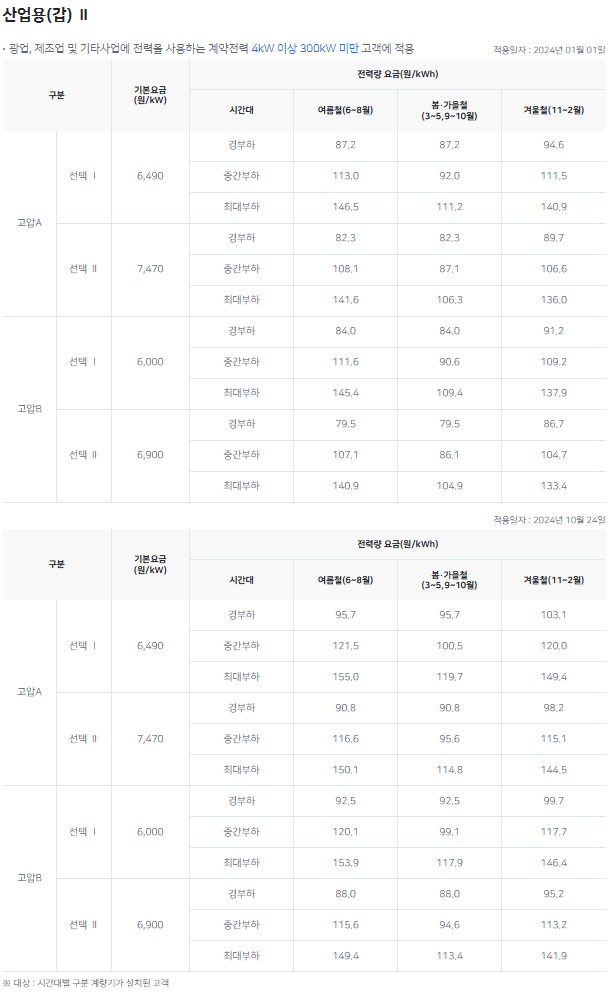 산업용(갑) Ⅱ
· 광업, 제조업 및 기타사업에 전력을 사용하는 계약전력 4kW 이상 300kW 미만 고객에 적용
적용일자 : 2024년 01월 01일
구분 기본요금(원/kW) 전력량 요금(원/kWh)
시간대 여름철(6~8월) 봄·가을철(3~5,9~10월) 겨울철(11~2월)
고압A 선택 Ⅰ 6,490 경부하 87.2 87.2 94.6
중간부하 113.0 92.0 111.5
최대부하 146.5 111.2 140.9
선택 Ⅱ 7,470 경부하 82.3 82.3 89.7
중간부하 108.1 87.1 106.6
최대부하 141.6 106.3 136.0
고압B 선택 Ⅰ 6,000 경부하 84.0 84.0 91.2
중간부하 111.6 90.6 109.2
최대부하 145.4 109.4 137.9
선택 Ⅱ 6,900 경부하 79.5 79.5 86.7
중간부하 107.1 86.1 104.7
최대부하 140.9 104.9 133.4
적용일자 : 2024년 10월 24일
구분 기본요금(원/kW) 전력량 요금(원/kWh)
시간대 여름철(6~8월) 봄·가을철(3~5,9~10월) 겨울철(11~2월)
고압A 선택 Ⅰ 6,490 경부하 95.7 95.7 103.1
중간부하 121.5 100.5 120.0
최대부하 155.0 119.7 149.4
선택 Ⅱ 7,470 경부하 90.8 90.8 98.2
중간부하 116.6 95.6 115.1
최대부하 150.1 114.8 144.5
고압B 선택 Ⅰ 6,000 경부하 92.5 92.5 99.7
중간부하 120.1 99.1 117.7
최대부하 153.9 117.9 146.4
선택 Ⅱ 6,900 경부하 88.0 88.0 95.2
중간부하 115.6 94.6 113.2
최대부하 149.4 113.4 141.9
※ 대상 : 시간대별 구분 계량기가 설치된 고객